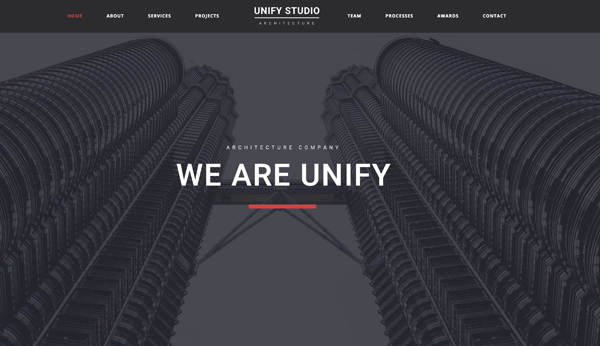 HOME ABOUT SERVICES PROJECTS UNIFY STUDIO TEAM PROCESSES AWARDS CONTACT
ARCHITECTURE
ARCHITECTURE COMPANY
WE ARE UNIFY